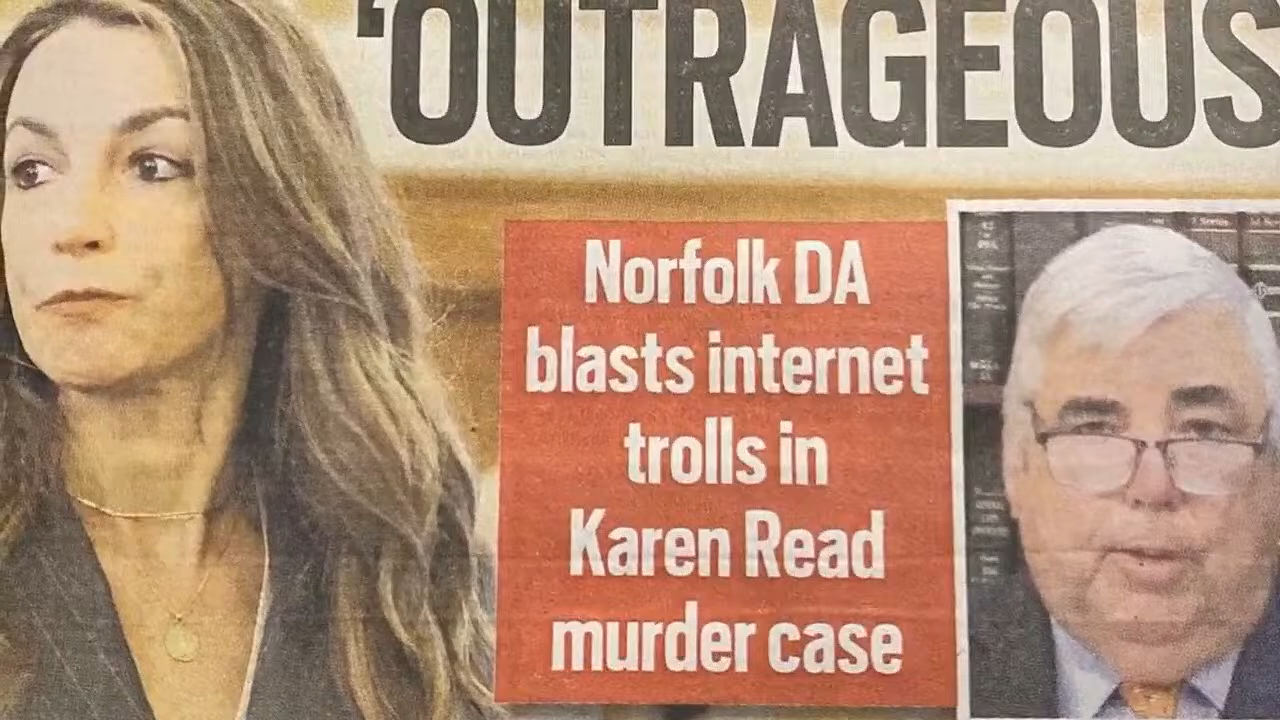 ‘OUTRAGEOUS
Norfolk DA
blasts internet
trolls in
Karen Read
murder case